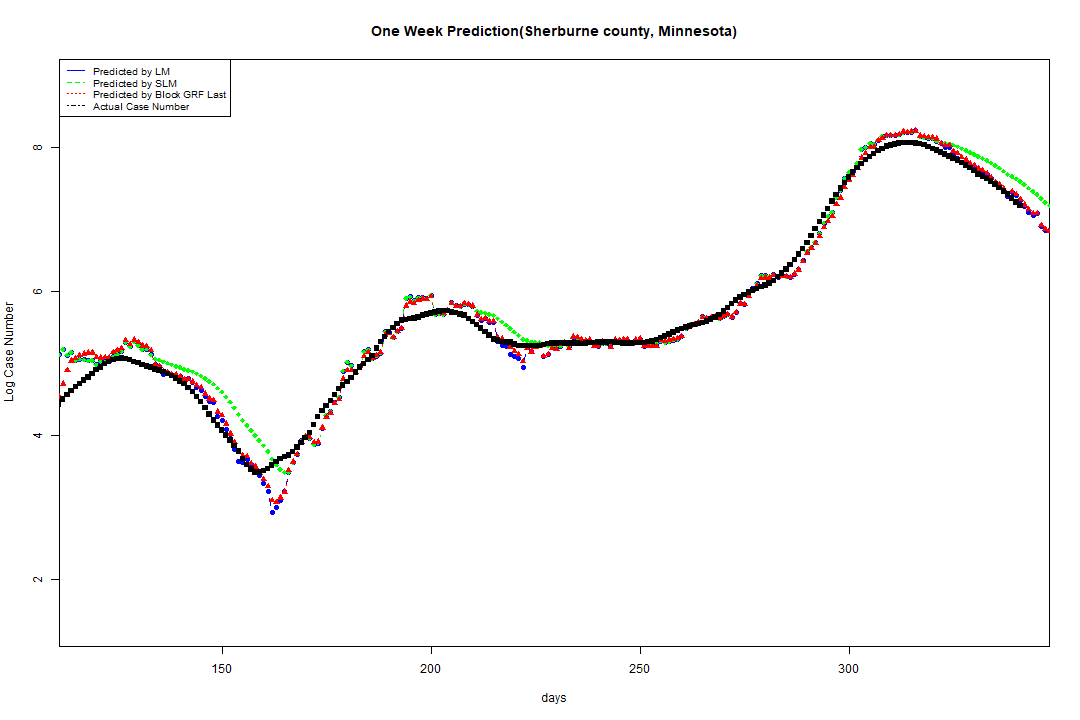 One Week Prediction(Sherburne county, Minnesota)
Predicted by LM
Predicted by SLM
Predicted by Block GRF Last
Actual Case Number
8
6
4
2
Log Case Number
150 200 250 300
days